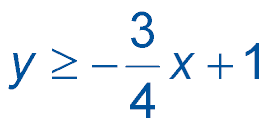 y ≥ -3/4 x + 1